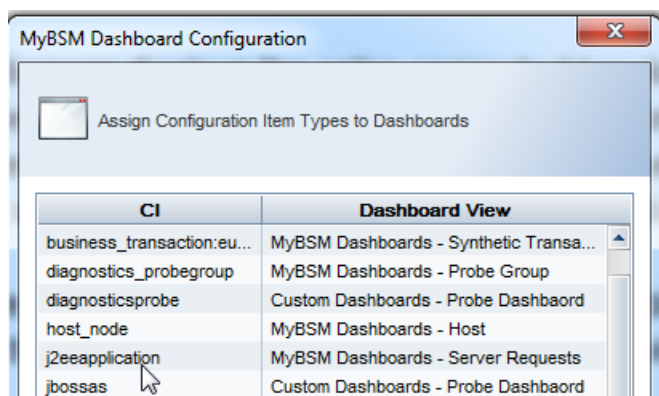 MyBSM Dashboard Configuration
Assign Configuration Item Types to Dashboards
CI Dashboard View
business_transaction:eu... MyBSM Dashboards - Synthetic Transa...
diagnostics_probegroup MyBSM Dashboards - Probe Group
diagnosticsprobe Custom Dashboards - Probe Dashbaord
host_node MyBSM Dashboards - Host
j2eeapplication MyBSM Dashboards - Server Requests
jbossas Custom Dashboards - Probe Dashbaord